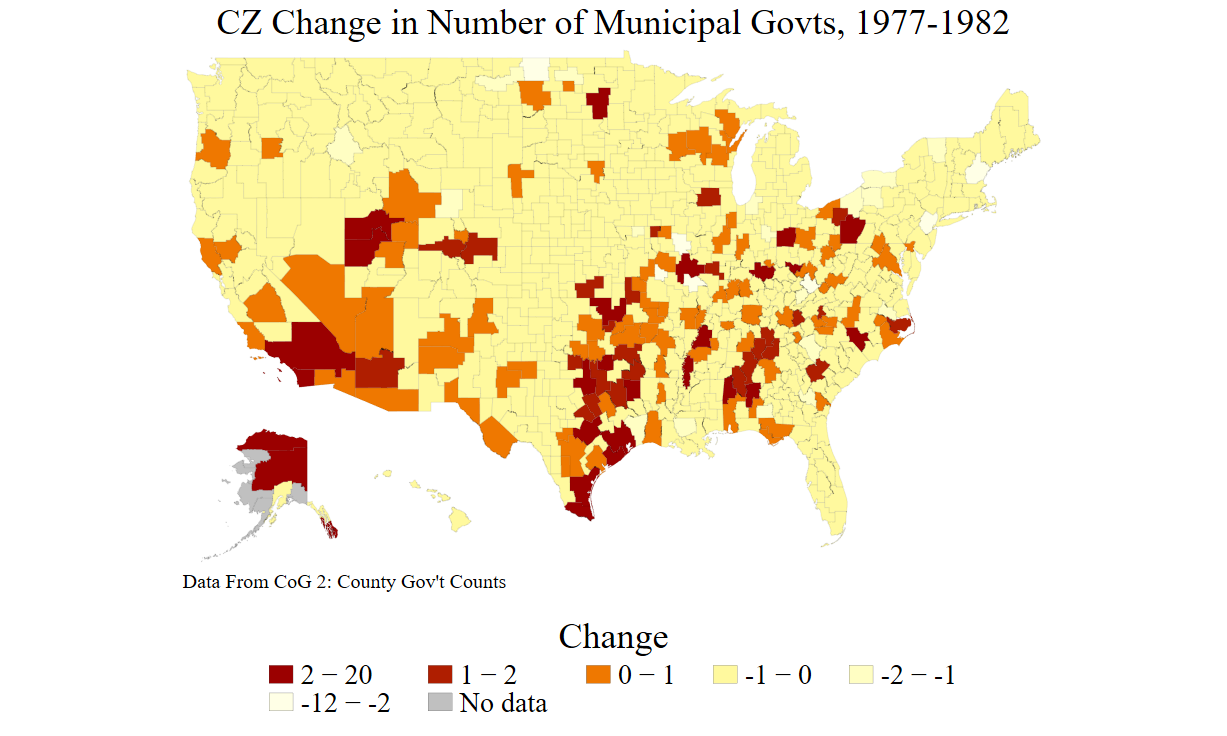 CZ Change in Number of Municipal Govts, 1977-1982
Data From CoG 2: County Gov't Counts
Change
2 − 20 1 − 2 0 − 1 -1 − 0 -2 − -1
-12 − -2 No data